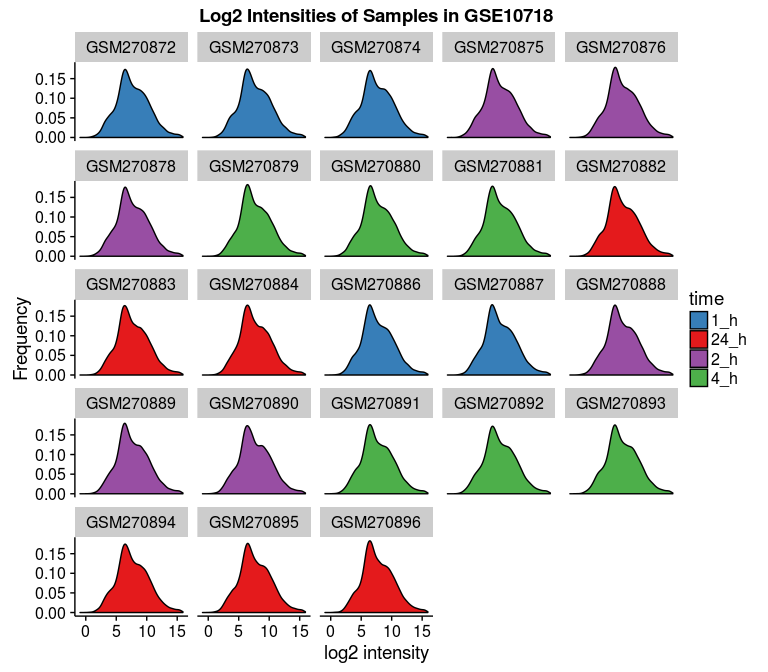 Log2 Intensities of Samples in GSE10718
GSM270872 GSM270873 GSM270874 GSM270875 GSM270876
0.15
0.10
0.05
0.00
GSM270878 GSM270879 GSM270880 GSM270881 GSM270882
0.15
0.10
0.05
0.00
GSM270883 GSM270884 GSM270886 GSM270887 GSM270888
0.15
0.10
0.05
0.00
GSM270889 GSM270890 GSM270891 GSM270892 GSM270893
0.15
0.10
0.05
0.00
GSM270894 GSM270895 GSM270896
0.15
0.10
0.05
0.00
0 5 10 15 0 5 10 15 0 5 10 15
log2 intensity
Frequency
time
1_h
24_h
2_h
4_h